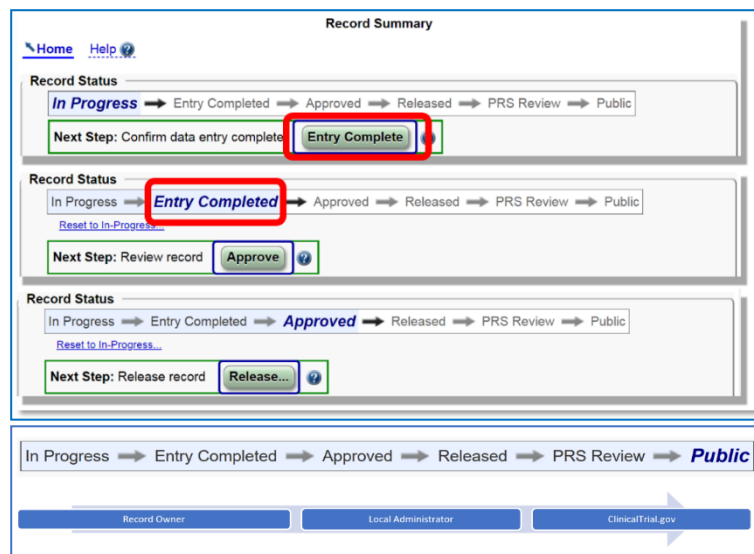 Record Summary
Home Help ?
Record Status
In Progress → Entry Completed → Approved → Released → PRS Review → Public
Next Step: Confirm data entry complete Entry Complete
Record Status
In Progress → Entry Completed → Approved → Released → PRS Review → Public
Reset to In-Progress...
Next Step: Review record Approve ?
Record Status
In Progress → Entry Completed → Approved → Released → PRS Review → Public
Reset to In-Progress...
Next Step: Release record Release... ?
In Progress → Entry Completed → Approved → Released → PRS Review → Public
Record Owner Local Administrator ClinicalTrial.gov